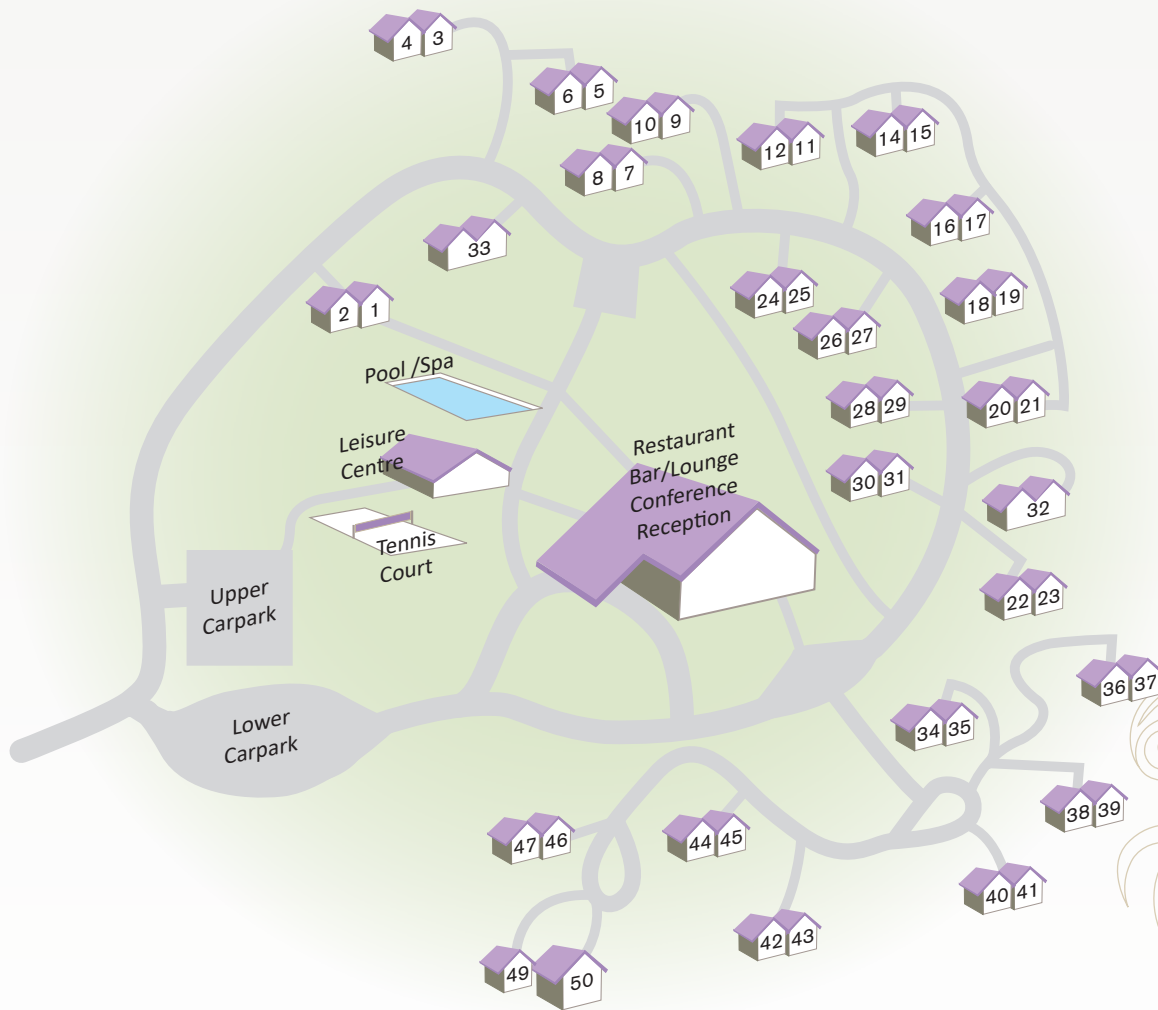 4 3
6 5
10 9
12 11
14 15
8 7
16 17
33
24 25
18 19
2 1
26 27
Pool /Spa
28 29
20 21
Leisure
Centre
Restaurant
Bar/Lounge
Conference
Reception
30 31
32
Tennis
Court
Upper
Carpark
22 23
36 37
34 35
Lower
Carpark
38 39
47 46
44 45
40 41
42 43
49
50